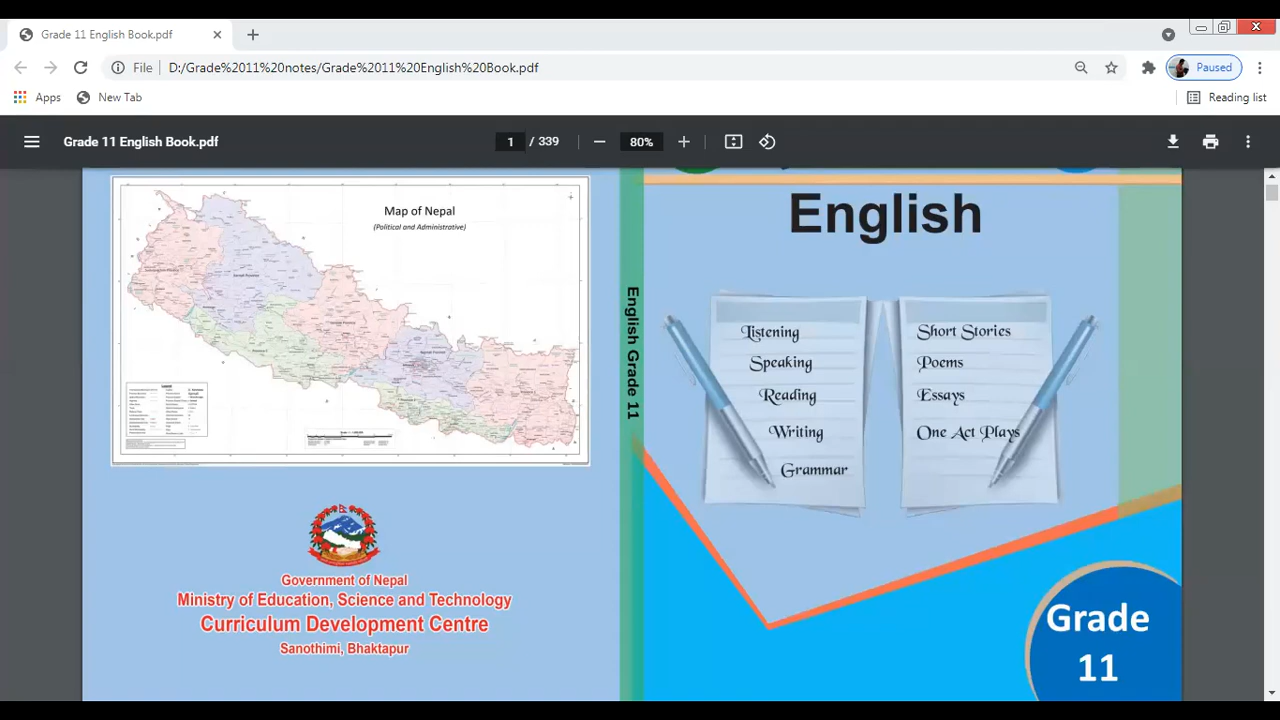 Grade 11 English Book.pdf
File D:/Grade%2011%20notes/Grade%2011%20English%20Book.pdf
Paused
Apps
New Tab
Reading list
Grade 11 English Book.pdf
1 / 339
80%
Map of Nepal
(Political and Administrative)
Legend
Government of Nepal
Ministry of Education, Science and Technology
Curriculum Development Centre
Sanothimi, Bhaktapur
English Grade 11
English
Listening
Speaking
Reading
Writing
Grammar
Short Stories
Poems
Essays
One Act Plays
Grade
11